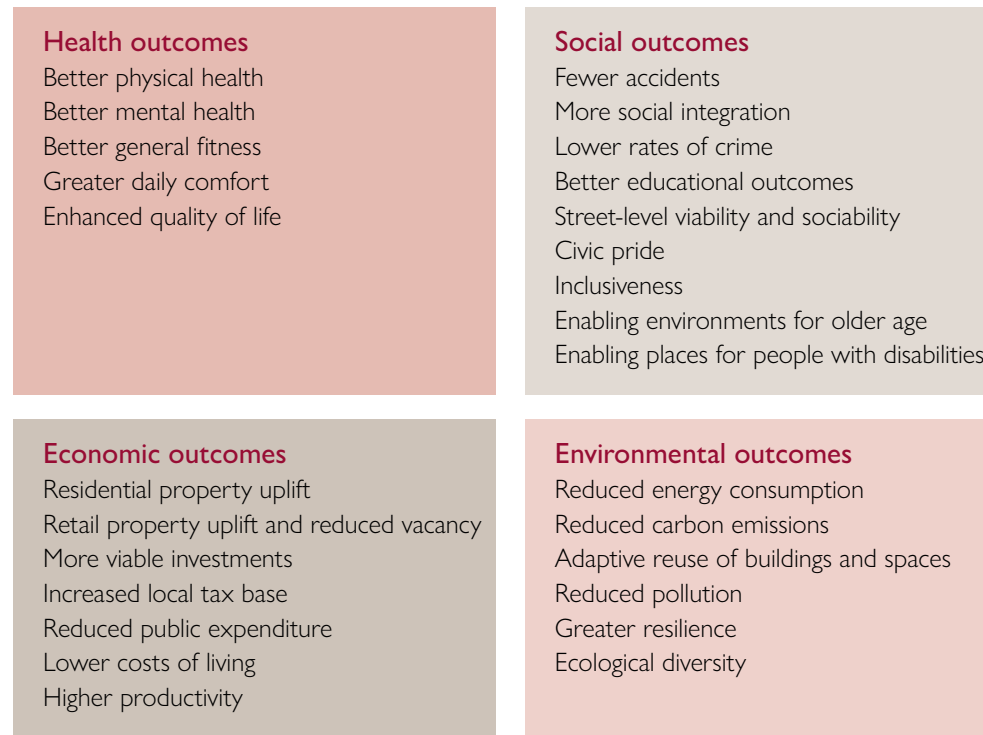 Health outcomes
Better physical health
Better mental health
Better general fitness
Greater daily comfort
Enhanced quality of life
Social outcomes
Fewer accidents
More social integration
Lower rates of crime
Better educational outcomes
Street-level viability and sociability
Civic pride
Inclusiveness
Enabling environments for older age
Enabling places for people with disabilities
Economic outcomes
Residential property uplift
Retail property uplift and reduced vacancy
More viable investments
Increased local tax base
Reduced public expenditure
Lower costs of living
Higher productivity
Environmental outcomes
Reduced energy consumption
Reduced carbon emissions
Adaptive reuse of buildings and spaces
Reduced pollution
Greater resilience
Ecological diversity